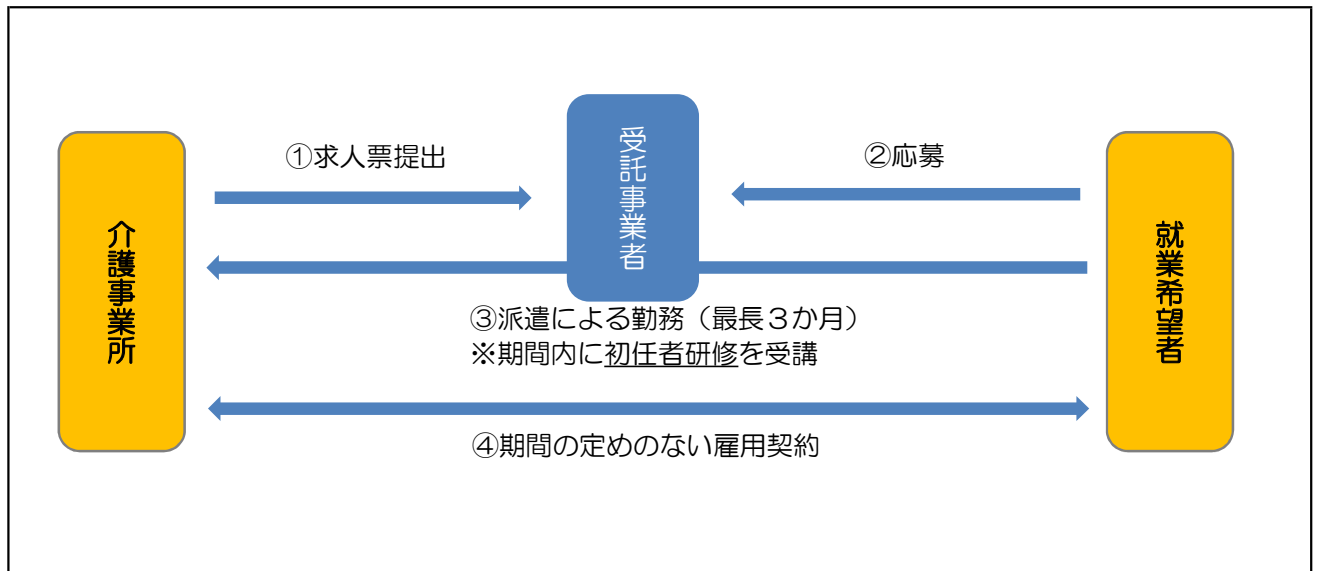 介護事業所
①求人票提出
受託事業者
②応募
就業希望者
③派遣による勤務（最長３か月）
※期間内に初任者研修を受講
④期間の定めのない雇用契約